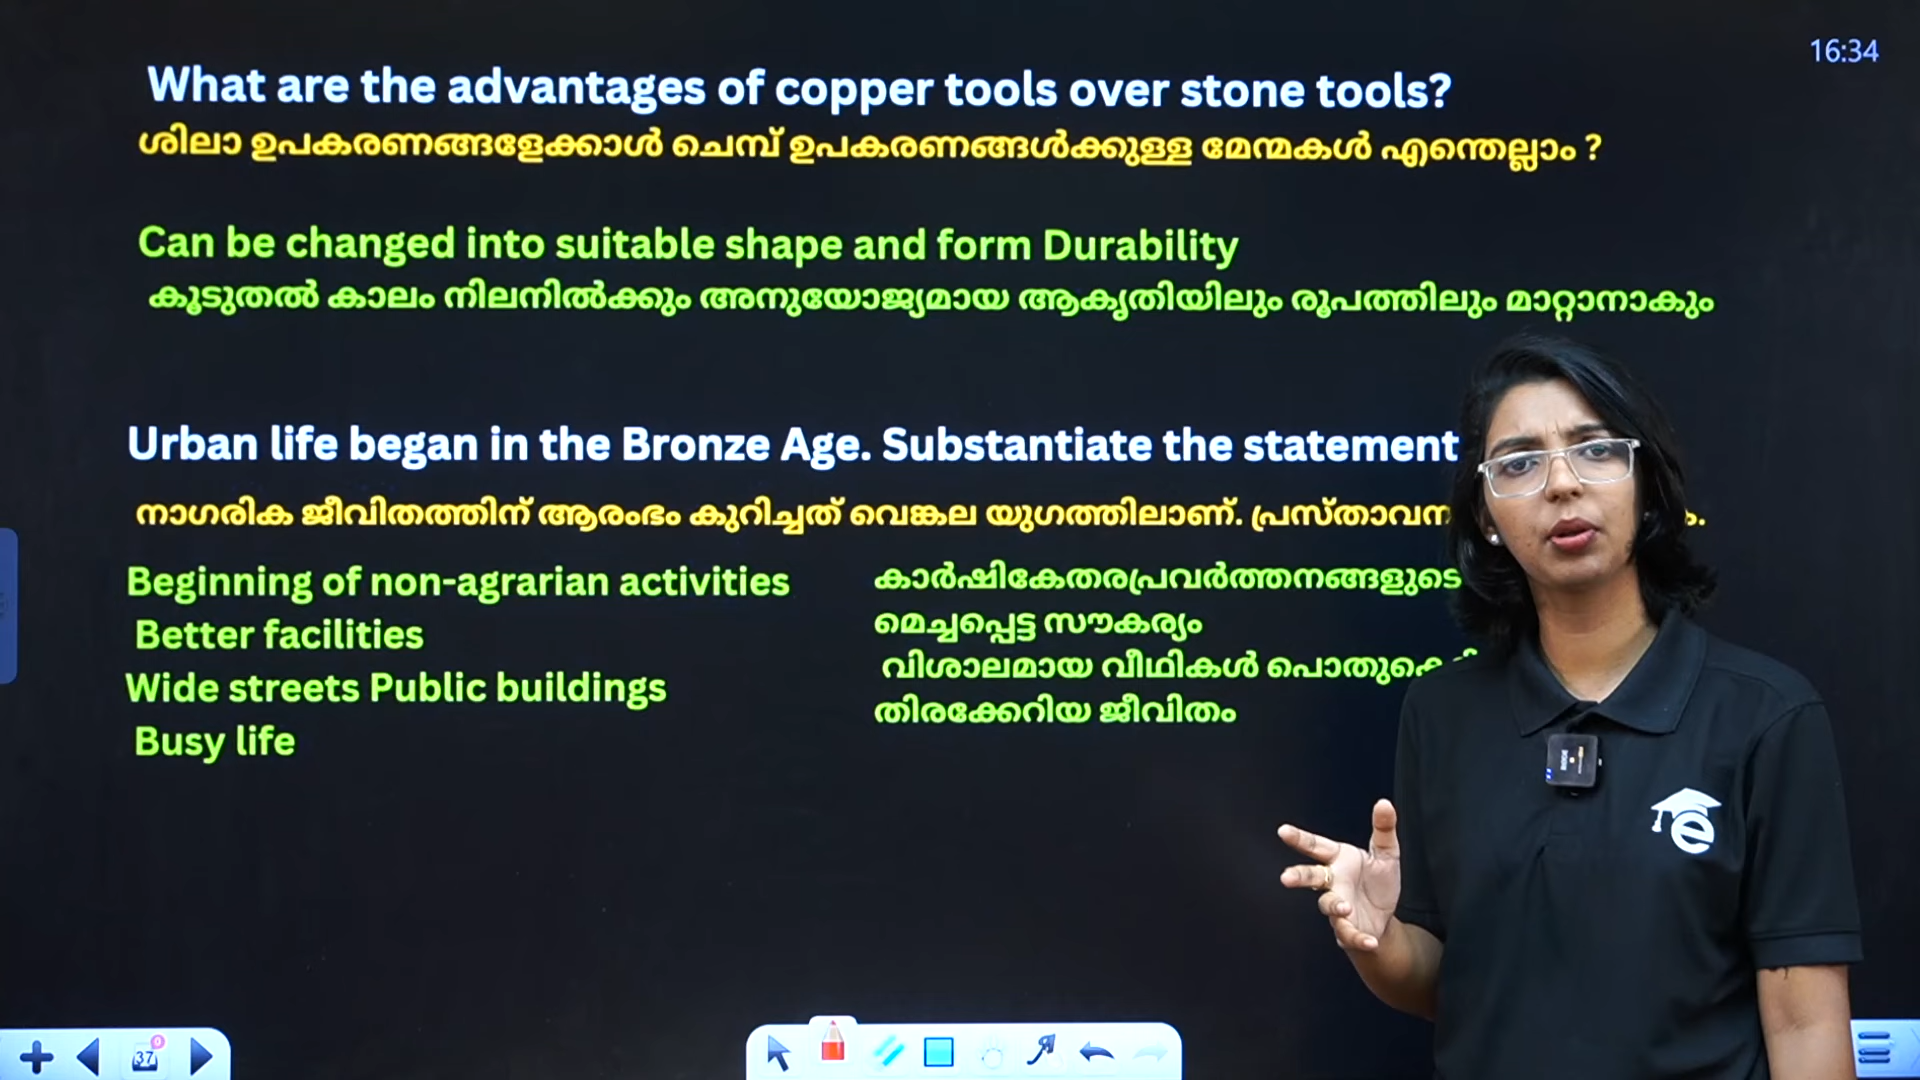 16:34
What are the advantages of copper tools over stone tools?
ശിലാ ഉപകരണങ്ങളേക്കാൾ ചെമ്പ് ഉപകരണങ്ങൾക്കുള്ള മേന്മകൾ എന്തെല്ലാം ?
Can be changed into suitable shape and form Durability
കൂടുതൽ കാലം നിലനിൽക്കും അനുയോജ്യമായ ആകൃതിയിലും രൂപത്തിലും മാറ്റാനാകും
Urban life began in the Bronze Age. Substantiate the statement
നാഗരിക ജീവിതത്തിന് ആരംഭം കുറിച്ചത് വെങ്കല യുഗത്തിലാണ്.
Beginning of non-agrarian activities
Better facilities
Wide streets Public buildings
Busy life
കാർഷികേതരപ്രവർത്തനങ്ങളുടെ
മെച്ചപ്പെട്ട സൗകര്യം
വിശാലമായ വീഥികൾ
തിരക്കേറിയ ജീവിതം
e
37
0